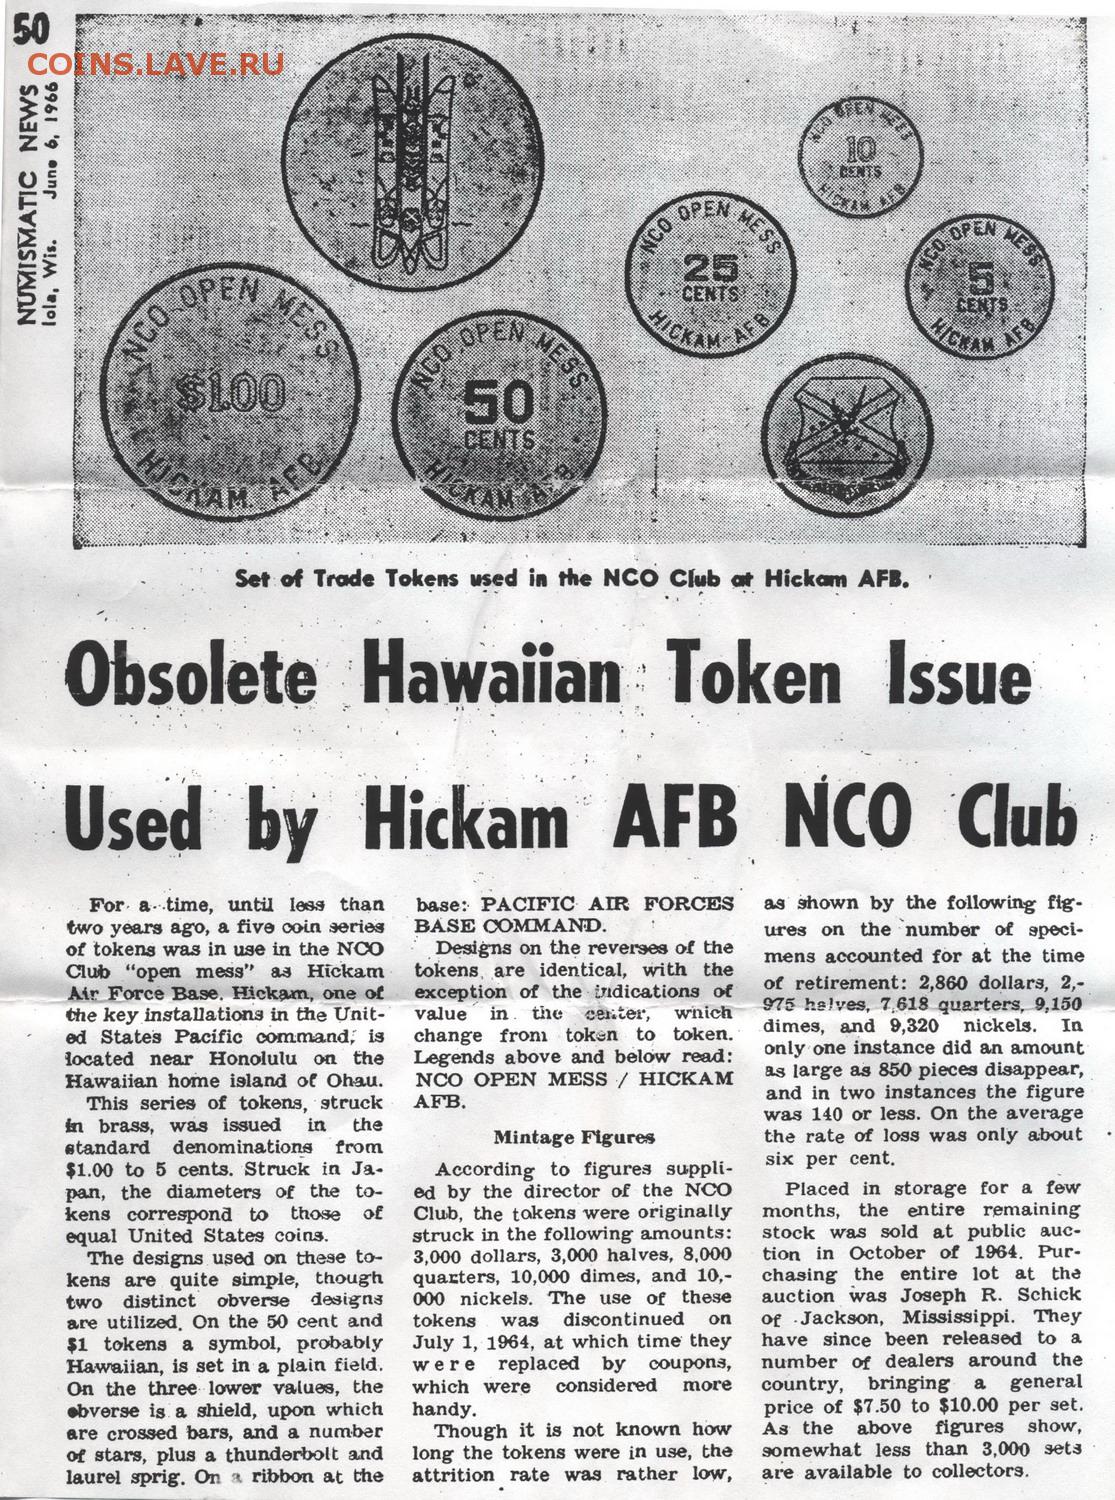 50
COINS.LAVE.RU
NUMISMATIC NEWS
Iola, Wis. June 6, 1966
NCO OPEN MESS
10
CENTS
HICKAM AFB
NCO OPEN MESS
25
CENTS
HICKAM AFB
NCO OPEN MESS
5
CENTS
HICKAM AFB
NCO OPEN MESS
$1.00
HICKAM AFB
NCO OPEN MESS
50
CENTS
HICKAM AFB
Set of Trade Tokens used in the NCO Club at Hickam AFB.
Obsolete Hawaiian Token Issue
Used by Hickam AFB NCO Club
For a time, until less than
two years ago, a five coin series
of tokens was in use in the NCO
Club "open mess" as Hickam
Air Force Base. Hickam, one of
the key installations in the Unit-
ed States Pacific command, is
located near Honolulu on the
Hawaiian home island of Ohau.
This series of tokens, struck
in brass, was issued in the
standard denominations from
$1.00 to 5 cents. Struck in Ja-
pan, the diameters of the to-
kens correspond to those of
equal United States coins.
The designs used on these to-
kens are quite simple, though
two distinct obverse designs
are utilized. On the 50 cent and
$1 tokens a symbol, probably
Hawaiian, is set in a plain field.
On the three lower values, the
obverse is a shield, upon which
are crossed bars, and a number
of stars, plus a thunderbolt and
laurel sprig. On a ribbon at the
base: PACIFIC AIR FORCES
BASE COMMAND.
Designs on the reverses of the
tokens are identical, with the
exception of the indications of
value in the center, which
change from token to token.
Legends above and below read:
NCO OPEN MESS / HICKAM
AFB.
Mintage Figures
According to figures suppli-
ed by the director of the NCO
Club, the tokens were originally
struck in the following amounts:
3,000 dollars, 3,000 halves, 8,000
quarters, 10,000 dimes, and 10,-
000 nickels. The use of these
tokens was discontinued on
July 1, 1964, at which time they
were replaced by coupons,
which were considered more
handy.
Though it is not known how
long the tokens were in use, the
attrition rate was rather low,
as shown by the following fig-
ures on the number of speci-
mens accounted for at the time
of retirement: 2,860 dollars, 2,-
975 halves, 7,618 quarters, 9,150
dimes, and 9,320 nickels. In
only one instance did an amount
as large as 850 pieces disappear,
and in two instances the figure
was 140 or less. On the average
the rate of loss was only about
six per cent.
Placed in storage for a few
months, the entire remaining
stock was sold at public auc-
tion in October of 1964. Pur-
chasing the entire lot at the
auction was Joseph R. Schick
of Jackson, Mississippi. They
have since been released to a
number of dealers around the
country, bringing a general
price of $7.50 to $10.00 per set.
As the above figures show,
somewhat less than 3,000 sets
are available to collectors.